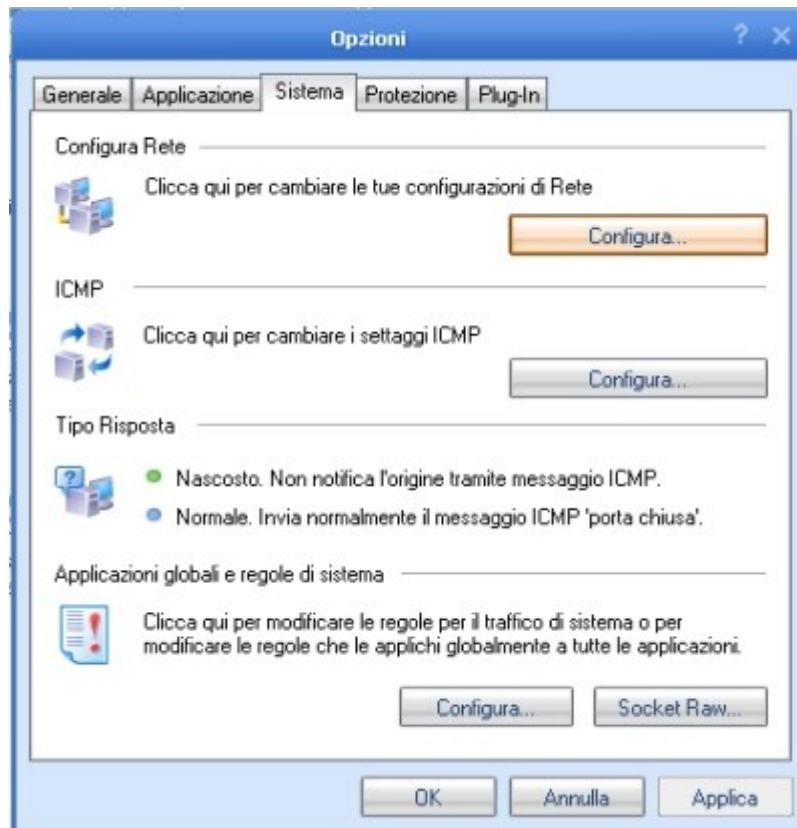 Opzioni
Generale Applicazione Sistema Protezione Plug-In
Configura Rete
Clicca qui per cambiare le tue configurazioni di Rete
Configura...
ICMP
Clicca qui per cambiare i settaggi ICMP
Configura...
Tipo Risposta
Nascosto. Non notifica l'origine tramite messaggio ICMP.
Normale. Invia normalmente il messaggio ICMP 'porta chiusa'.
Applicazioni globali e regole di sistema
Clicca qui per modificare le regole per il traffico di sistema o per
modificare le regole che le applichi globalmente a tutte le applicazioni.
Configura... Socket Raw...
OK Annulla Applica